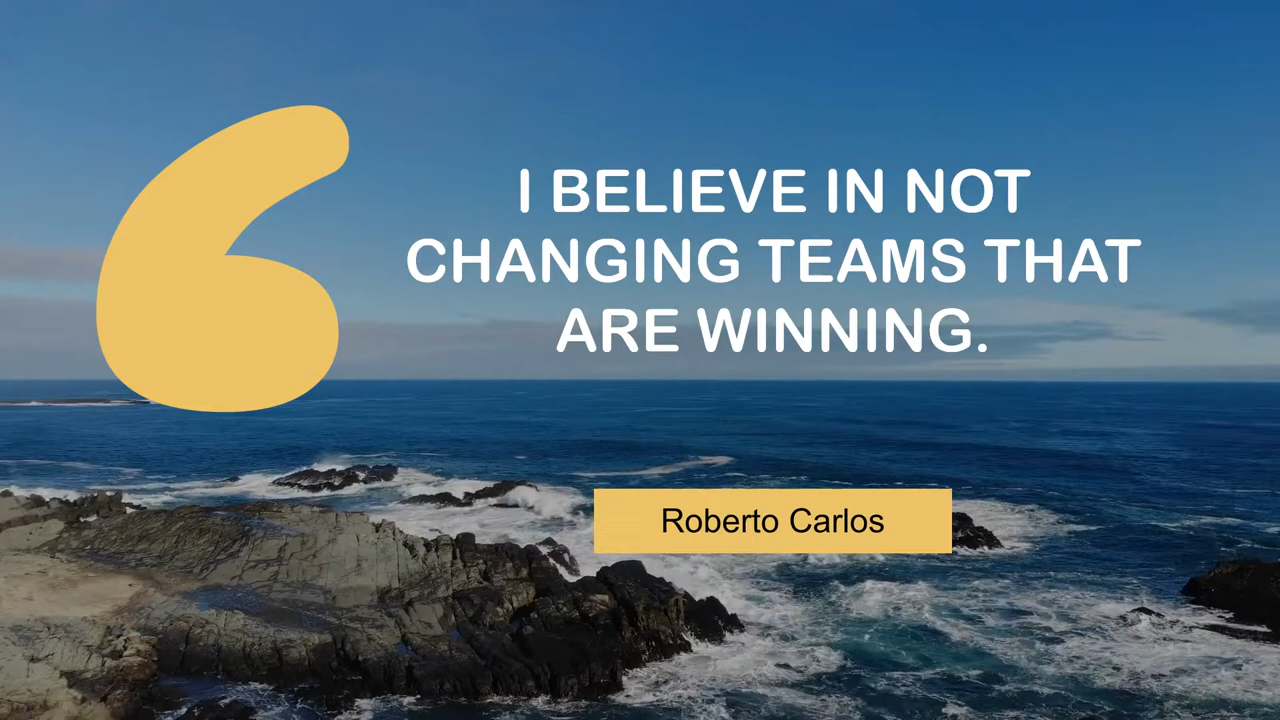 I BELIEVE IN NOT
CHANGING TEAMS THAT
ARE WINNING.
Roberto Carlos